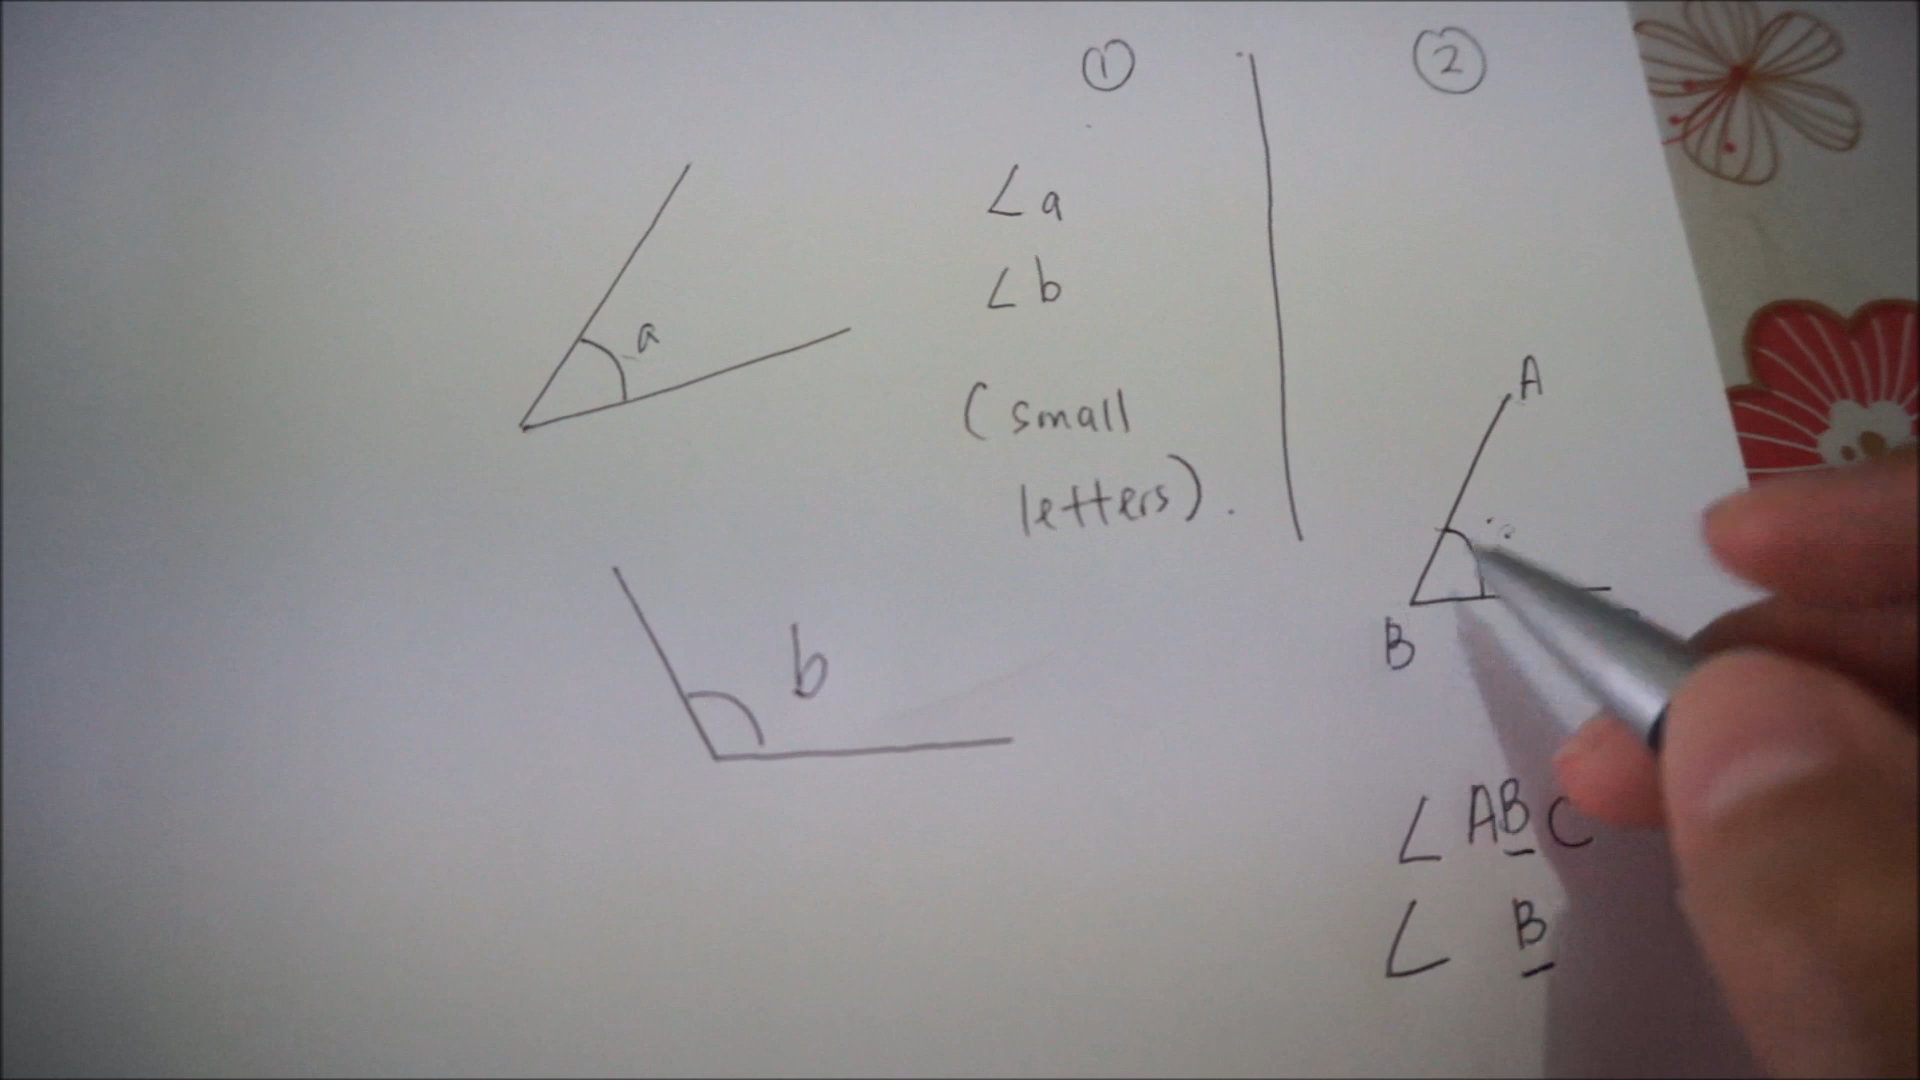 ①
②
∠a
∠b
(small
letters).
a
b
A
B
∠ABC
∠ B